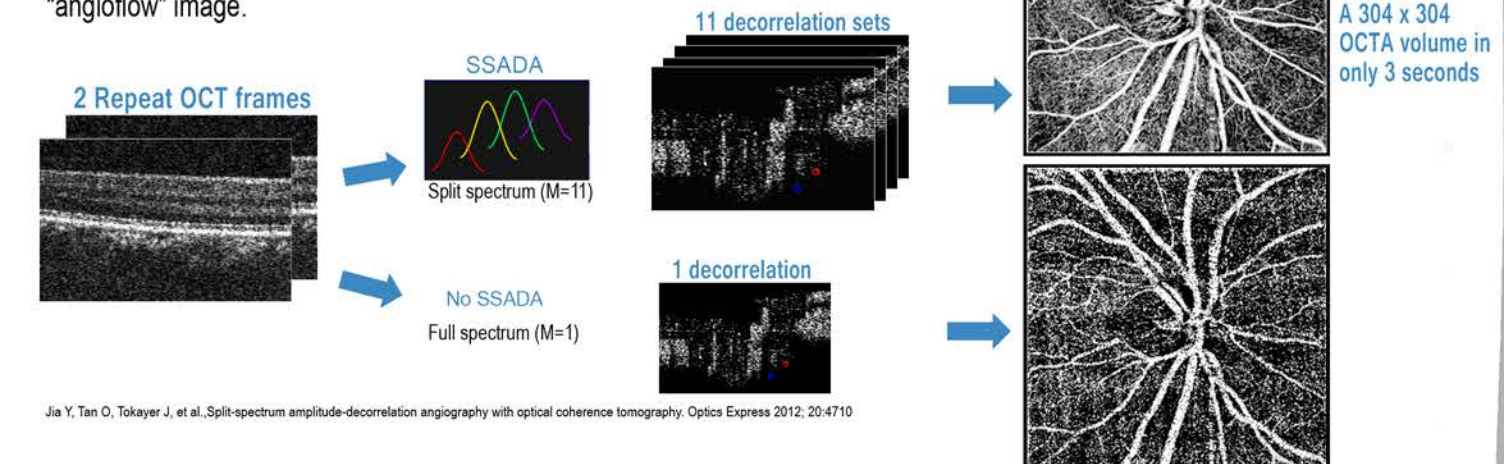 "angioflow" image.
2 Repeat OCT frames
SSADA
Split spectrum (M=11)
11 decorrelation sets
A 304 x 304
OCTA volume in
only 3 seconds
No SSADA
Full spectrum (M=1)
1 decorrelation
Jia Y, Tan O, Tokayer J, et al.,Split-spectrum amplitude-decorrelation angiography with optical coherence tomography. Optics Express 2012; 20:4710